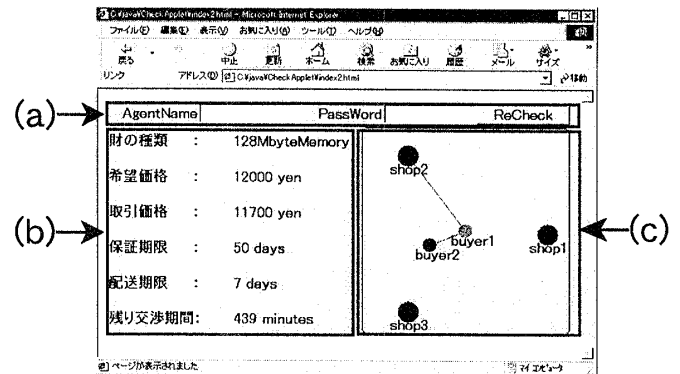 C:¥java¥Check Applet¥index2.html - Microsoft Internet Explorer
ファイル(F) 編集(E) 表示(V) お気に入り(A) ツール(T) ヘルプ(H)
戻る 中止 更新 ホーム 検索 お気に入り 履歴 メール サイズ
リンク アドレス(D) C:¥java¥CheckApplet¥index2.html 移動
(a)
AgentName PassWord ReCheck
(b)
財の種類 : 128MbyteMemory
希望価格 : 12000 yen
取引価格 : 11700 yen
保証期限 : 50 days
配送期限 : 7 days
残り交渉期間: 439 minutes
(c)
shop2
buyer1
buyer2
shop1
shop3
ページが表示されました マイ コンピュータ